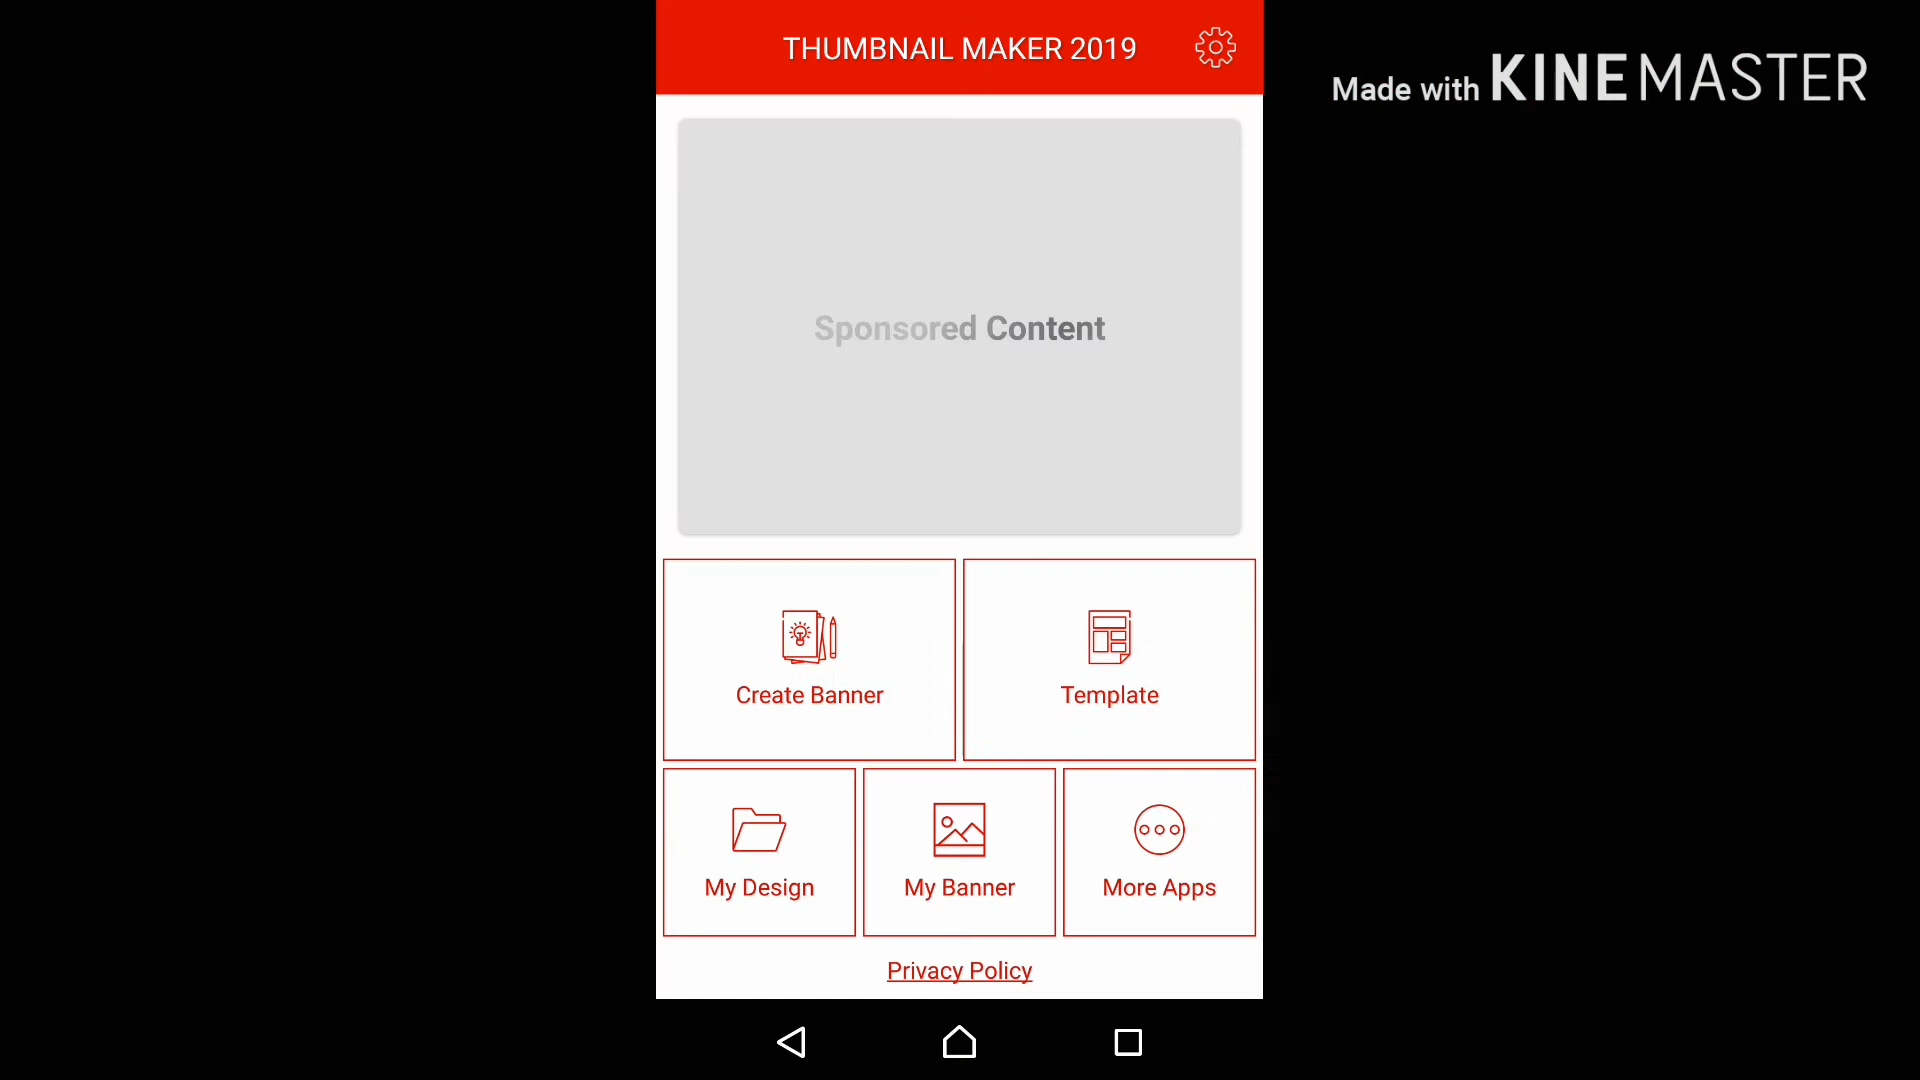 THUMBNAIL MAKER 2019
Made with KINEMASTER
Sponsored Content
Create Banner
Template
My Design
My Banner
More Apps
Privacy Policy